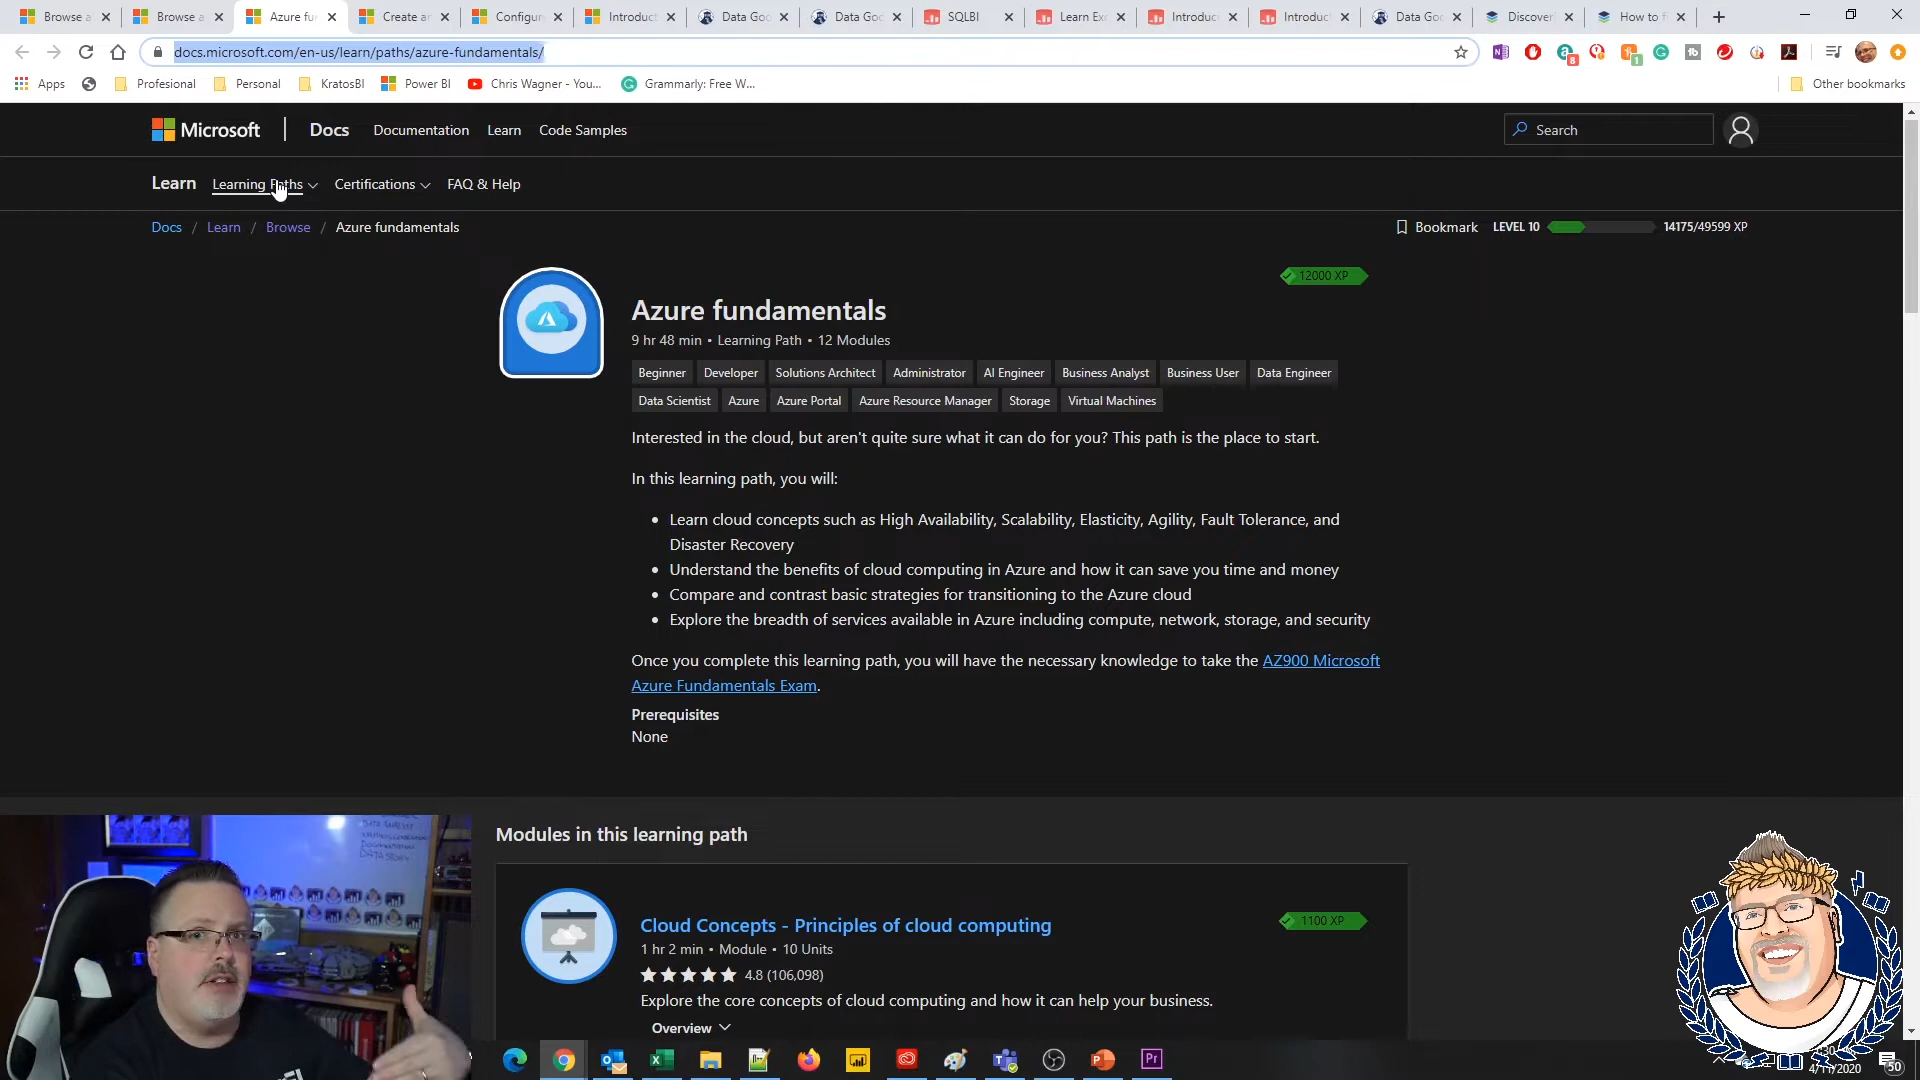 Browse a
Browse a
Azure fu
Create a
Configur
Introduct
Data Goo
Data Goo
SQLBI
Learn Ex
Introduc
Introduct
Data Goo
Discover
How to f
docs.microsoft.com/en-us/learn/paths/azure-fundamentals/
Apps
Profesional
Personal
KratosBI
Power BI
Chris Wagner - You...
Grammarly: Free W...
Other bookmarks
Microsoft
Docs
Documentation
Learn
Code Samples
Search
Learn
Learning Paths
Certifications
FAQ & Help
Docs / Learn / Browse / Azure fundamentals
Bookmark
LEVEL 10
14175/49599 XP
12000 XP
Azure fundamentals
9 hr 48 min • Learning Path • 12 Modules
Beginner Developer Solutions Architect Administrator AI Engineer Business Analyst Business User Data Engineer
Data Scientist Azure Azure Portal Azure Resource Manager Storage Virtual Machines
Interested in the cloud, but aren't quite sure what it can do for you? This path is the place to start.
In this learning path, you will:
• Learn cloud concepts such as High Availability, Scalability, Elasticity, Agility, Fault Tolerance, and
Disaster Recovery
• Understand the benefits of cloud computing in Azure and how it can save you time and money
• Compare and contrast basic strategies for transitioning to the Azure cloud
• Explore the breadth of services available in Azure including compute, network, storage, and security
Once you complete this learning path, you will have the necessary knowledge to take the AZ900 Microsoft
Azure Fundamentals Exam.
Prerequisites
None
Modules in this learning path
Cloud Concepts - Principles of cloud computing
1100 XP
1 hr 2 min • Module • 10 Units
4.8 (106,098)
Explore the core concepts of cloud computing and how it can help your business.
Overview
4/11/2020
50